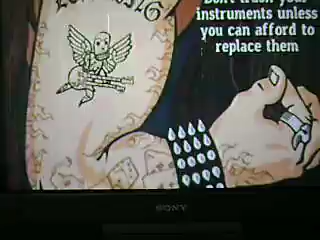 Don't trash your
instruments unless
you can afford to
replace them
SONY